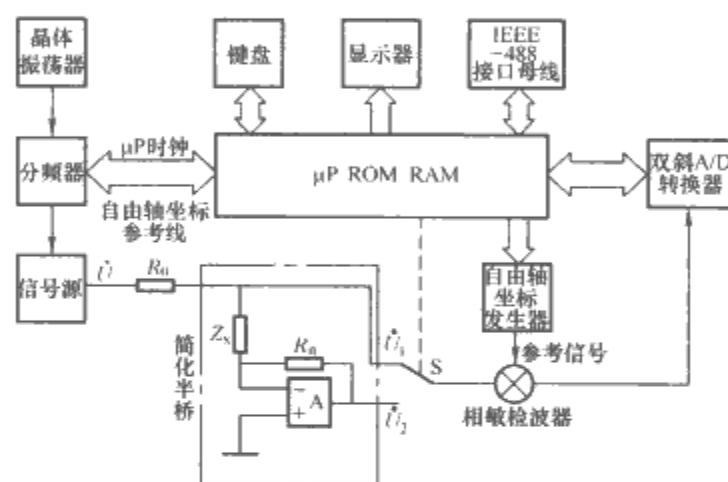 晶体
振荡器
键盘
显示器
IEEE
-488
接口母线
分频器
μP时钟
自由轴坐标
参考线
μP ROM RAM
双斜A/D
转换器
信号源
U̇
R₀
简化半桥
Zₓ
Rₙ
A
−
+
U̇₁
U̇₂
S
自由轴
坐标
发生器
参考信号
相敏检波器